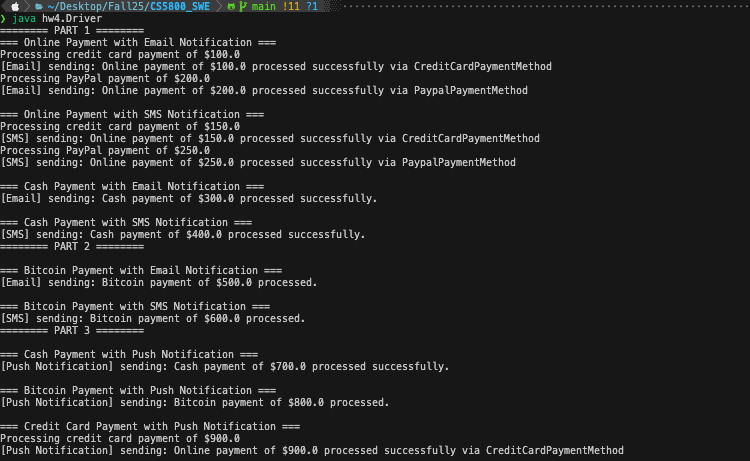 ~/Desktop/Fall25/CS5800_SWE main !11 ?1
❯ java hw4.Driver
======== PART 1 ========
=== Online Payment with Email Notification ===
Processing credit card payment of $100.0
[Email] sending: Online payment of $100.0 processed successfully via CreditCardPaymentMethod
Processing PayPal payment of $200.0
[Email] sending: Online payment of $200.0 processed successfully via PaypalPaymentMethod

=== Online Payment with SMS Notification ===
Processing credit card payment of $150.0
[SMS] sending: Online payment of $150.0 processed successfully via CreditCardPaymentMethod
Processing PayPal payment of $250.0
[SMS] sending: Online payment of $250.0 processed successfully via PaypalPaymentMethod

=== Cash Payment with Email Notification ===
[Email] sending: Cash payment of $300.0 processed successfully.

=== Cash Payment with SMS Notification ===
[SMS] sending: Cash payment of $400.0 processed successfully.
======== PART 2 ========

=== Bitcoin Payment with Email Notification ===
[Email] sending: Bitcoin payment of $500.0 processed.

=== Bitcoin Payment with SMS Notification ===
[SMS] sending: Bitcoin payment of $600.0 processed.
======== PART 3 ========

=== Cash Payment with Push Notification ===
[Push Notification] sending: Cash payment of $700.0 processed successfully.

=== Bitcoin Payment with Push Notification ===
[Push Notification] sending: Bitcoin payment of $800.0 processed.

=== Credit Card Payment with Push Notification ===
Processing credit card payment of $900.0
[Push Notification] sending: Online payment of $900.0 processed successfully via CreditCardPaymentMethod